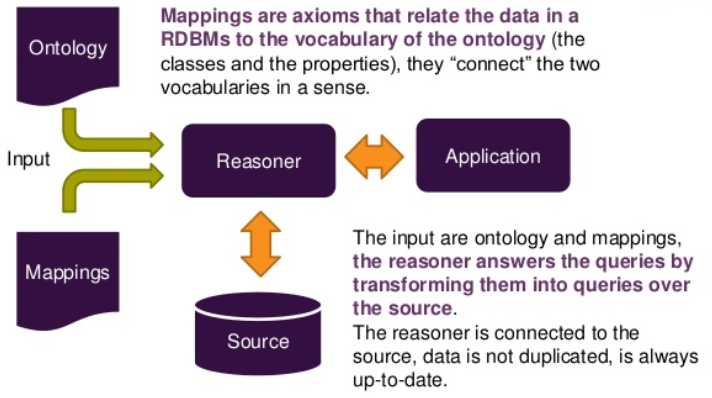 Ontology
Mappings are axioms that relate the data in a
RDBMs to the vocabulary of the ontology (the
classes and the properties), they “connect” the two
vocabularies in a sense.
Input
Reasoner
Application
Mappings
Source
The input are ontology and mappings,
the reasoner answers the queries by
transforming them into queries over
the source.
The reasoner is connected to the
source, data is not duplicated, is always
up-to-date.